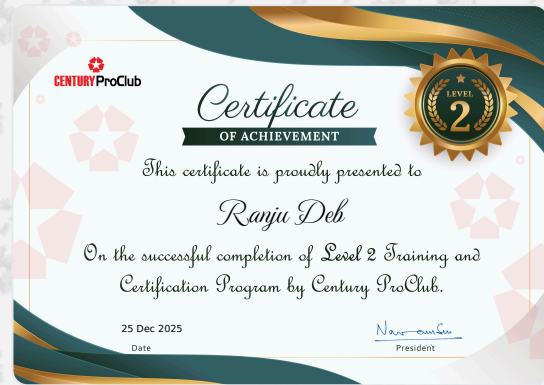 CENTURY ProClub
Certificate
OF ACHIEVEMENT
LEVEL
2
This certificate is proudly presented to
Ranju Deb
On the successful completion of Level 2 Training and
Certification Program by Century ProClub.
25 Dec 2025
Date
President